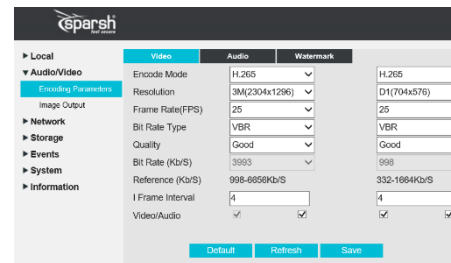 sparsh
feel secure
Local
Audio/Video
Encoding Parameters
Image Output
Network
Storage
Events
System
Information
Video Audio Watermark
Encode Mode H.265 H.265
Resolution 3M(2304x1296) D1(704x576)
Frame Rate(FPS) 25 25
Bit Rate Type VBR VBR
Quality Good Good
Bit Rate (Kb/S) 3993 998
Reference (Kb/S) 998-6656Kb/S 332-1664Kb/S
I Frame Interval 4 4
Video/Audio
Default Refresh Save